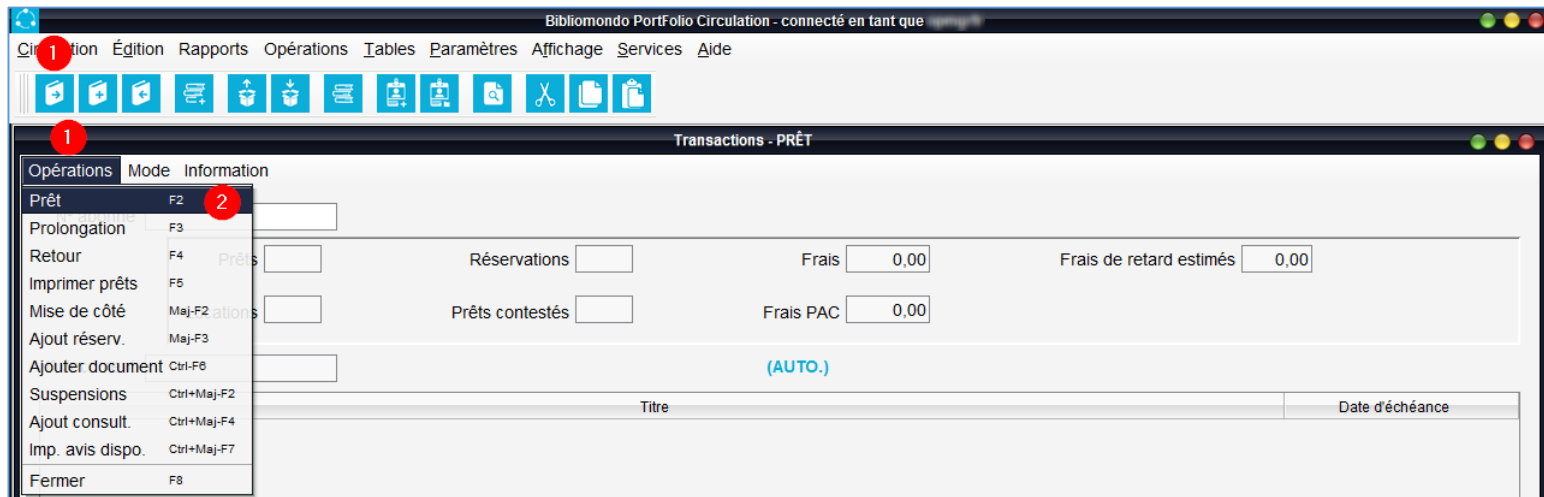 Bibliomondo PortFolio Circulation - connecté en tant que
Édition Rapports Opérations Tables Paramètres Affichage Services Aide
1
1
Transactions - PRÊT
Opérations Mode Information
Prêt F2 2
N° abonné
Prolongation F3
Retour F4 Prêts Réservations Frais 0,00 Frais de retard estimés 0,00
Imprimer prêts F5
Mise de côté Maj-F2 Prêts contestés Frais PAC 0,00
Ajout réserv. Maj-F3
Ajouter document Ctrl-F6 (AUTO.)
Suspensions Ctrl+Maj-F2
Titre Date d'échéance
Ajout consult. Ctrl+Maj-F4
Imp. avis dispo. Ctrl+Maj-F7
Fermer F8